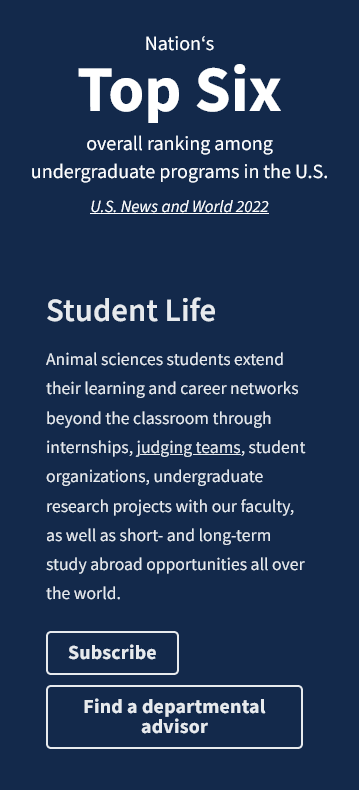 Nation‘s
Top Six
overall ranking among
undergraduate programs in the U.S.
U.S. News and World 2022
Student Life
Animal sciences students extend
their learning and career networks
beyond the classroom through
internships, judging teams, student
organizations, undergraduate
research projects with our faculty,
as well as short- and long-term
study abroad opportunities all over
the world.
Subscribe
Find a departmental
advisor